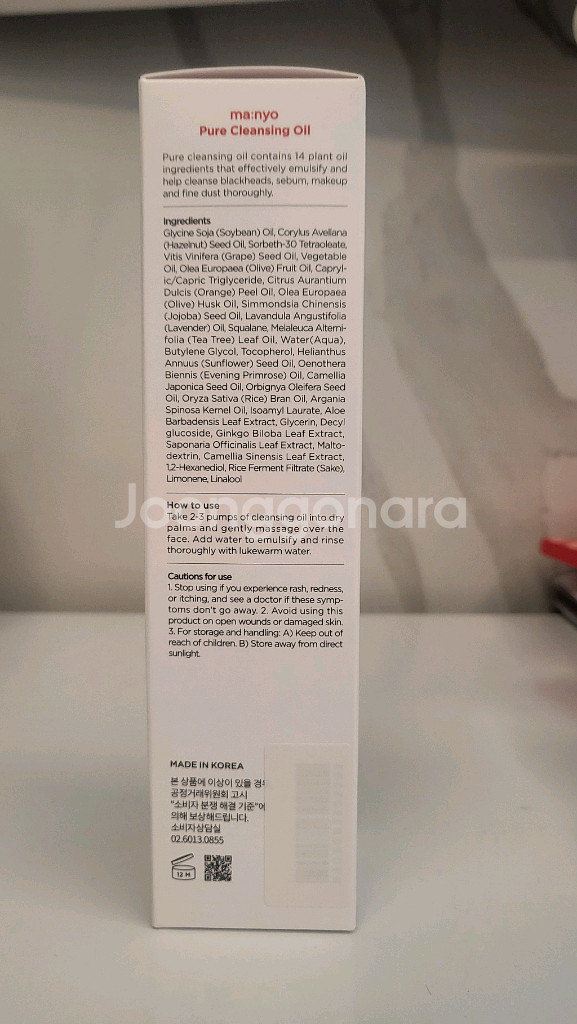 ma:nyo
Pure Cleansing Oil
Pure cleansing oil contains 14 plant oil
ingredients that effectively emulsify and
help cleanse blackheads, sebum, makeup
and fine dust thoroughly.
Ingredients
Glycine Soja (Soybean) Oil, Corylus Avellana
(Hazelnut) Seed Oil, Sorbeth-30 Tetraoleate,
Vitis Vinifera (Grape) Seed Oil, Vegetable
Oil, Olea Europaea (Olive) Fruit Oil, Capryl-
ic/Capric Triglyceride, Citrus Aurantium
Dulcis (Orange) Peel Oil, Olea Europaea
(Olive) Husk Oil, Simmondsia Chinensis
(Jojoba) Seed Oil, Lavandula Angustifolia
(Lavender) Oil, Squalane, Melaleuca Alterni-
folia (Tea Tree) Leaf Oil, Water(Aqua),
Butylene Glycol, Tocopherol, Helianthus
Annuus (Sunflower) Seed Oil, Oenothera
Biennis (Evening Primrose) Oil, Camellia
Japonica Seed Oil, Orbignya Oleifera Seed
Oil, Oryza Sativa (Rice) Bran Oil, Argania
Spinosa Kernel Oil, Isoamyl Laurate, Aloe
Barbadensis Leaf Extract, Glycerin, Decyl
glucoside, Ginkgo Biloba Leaf Extract,
Saponaria Officinalis Leaf Extract, Malto-
dextrin, Camellia Sinensis Leaf Extract,
1,2-Hexanediol, Rice Ferment Filtrate (Sake),
Limonene, Linalool
Joonggonara
How to use
Take 2-3 pumps of cleansing oil into dry
palms and gently massage over the
face. Add water to emulsify and rinse
thoroughly with lukewarm water.
Cautions for use
1. Stop using if you experience rash, redness,
or itching, and see a doctor if these symp-
toms don't go away. 2. Avoid using this
product on open wounds or damaged skin.
3. For storage and handling: A) Keep out of
reach of children. B) Store away from direct
sunlight.
MADE IN KOREA
본 상품에 이상이 있을
공정거래위원회 고시
"소비자 분쟁 해결 기준"에
의해 보상해드립니다.
소비자상담실
02.6013.0855
12 M